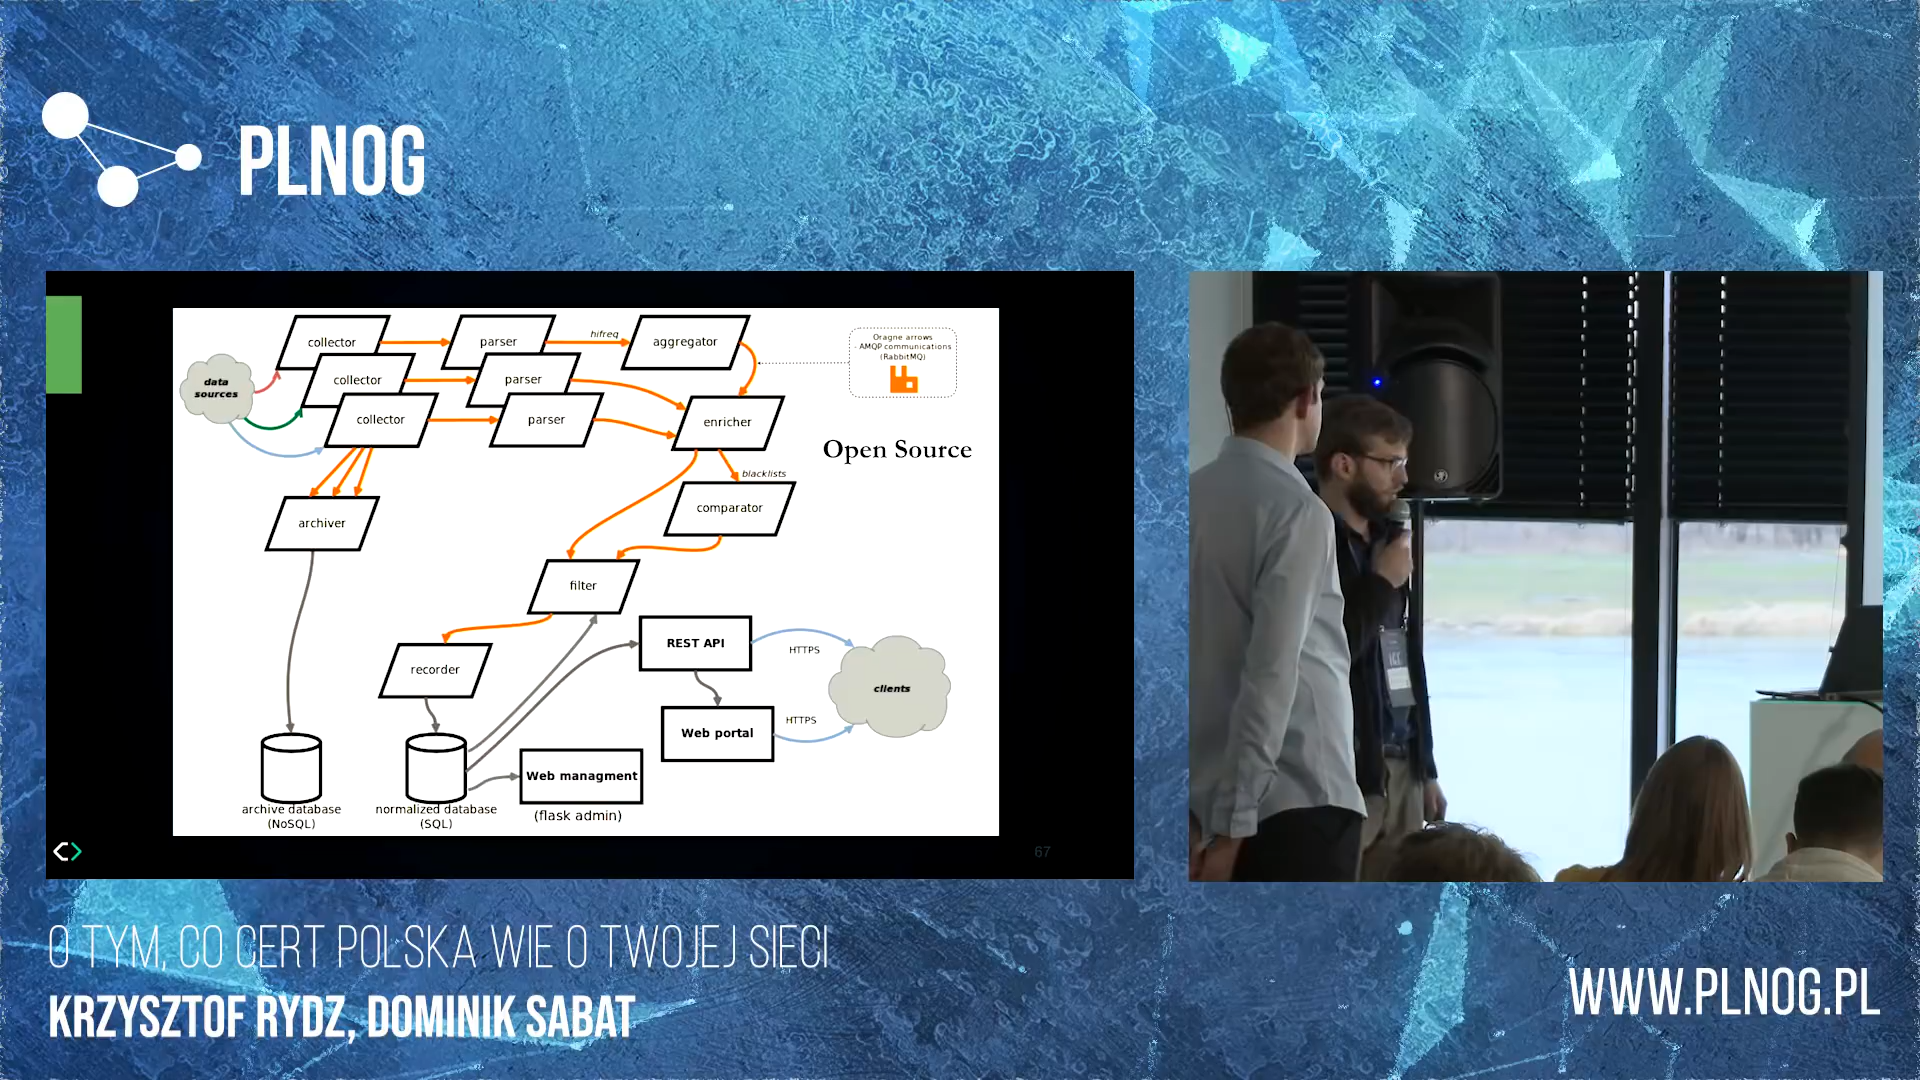 PLNOG
collector
parser
hifreq
aggregator
Oragne arrows
- AMQP communications
(RabbitMQ)
data
sources
collector
parser
collector
parser
enricher
Open Source
blacklists
archiver
comparator
filter
REST API
HTTPS
recorder
clients
HTTPS
Web portal
Web managment
archive database
(NoSQL)
normalized database
(SQL)
(flask admin)
67
O TYM, CO CERT POLSKA WIE O TWOJEJ SIECI
KRZYSZTOF RYDZ, DOMINIK SABAT
WWW.PLNOG.PL